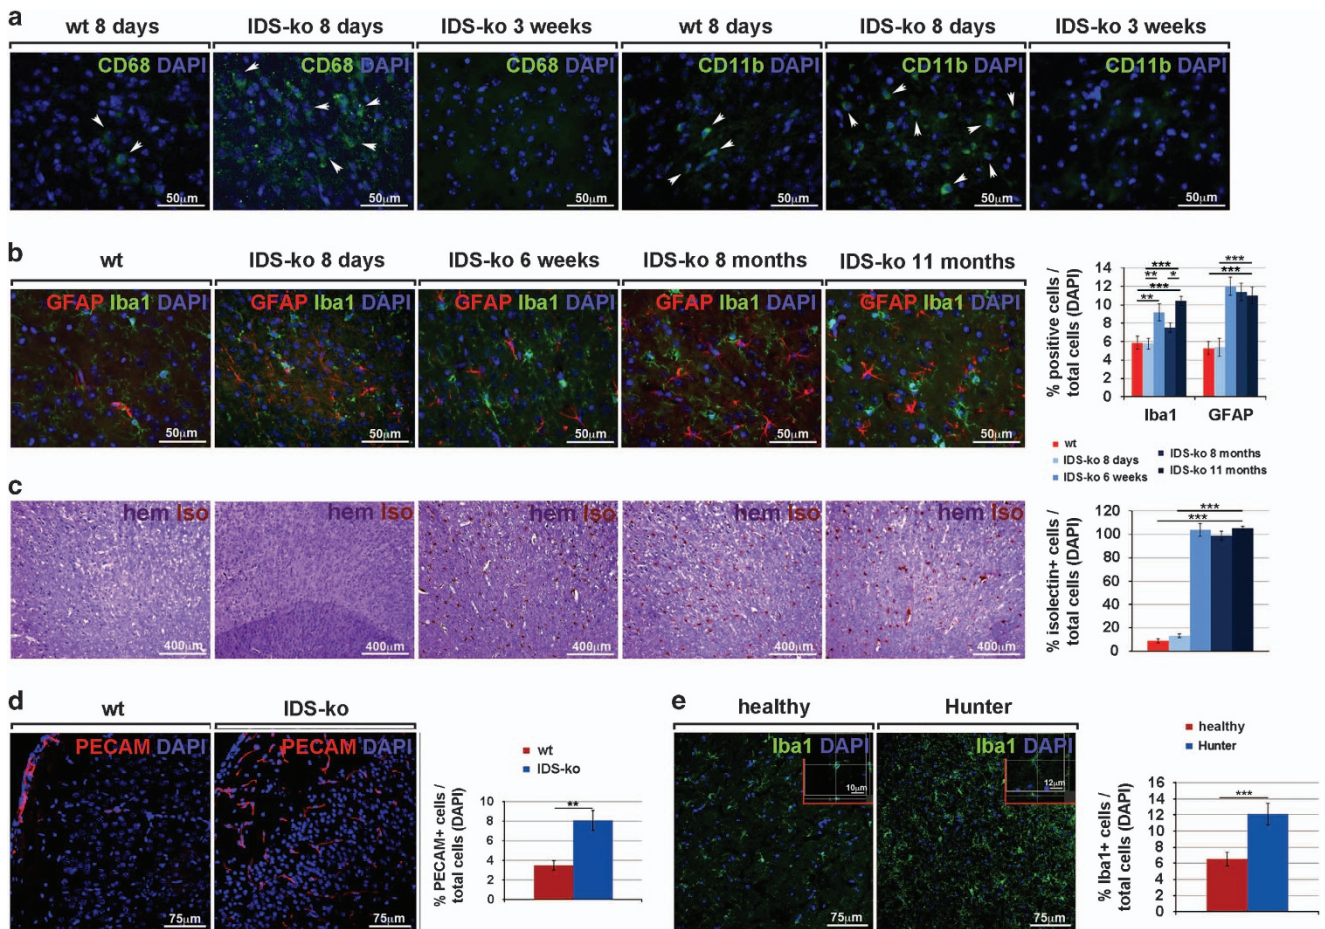 a
wt 8 days
IDS-ko 8 days
IDS-ko 3 weeks
wt 8 days
IDS-ko 8 days
IDS-ko 3 weeks
CD68 DAPI
CD68 DAPI
CD68 DAPI
CD11b DAPI
CD11b DAPI
CD11b DAPI
50μm
50μm
50μm
50μm
50μm
50μm
b
wt
IDS-ko 8 days
IDS-ko 6 weeks
IDS-ko 8 months
IDS-ko 11 months
GFAP Iba1 DAPI
GFAP Iba1 DAPI
GFAP Iba1 DAPI
GFAP Iba1 DAPI
GFAP Iba1 DAPI
50μm
50μm
50μm
50μm
50μm
% positive cells /
total cells (DAPI)
14
12
10
8
6
4
2
0
***
**
*
***
**
***
***
Iba1
GFAP
wt
IDS-ko 8 days
IDS-ko 6 weeks
IDS-ko 8 months
IDS-ko 11 months
c
hem Iso
hem Iso
hem Iso
hem Iso
hem Iso
400μm
400μm
400μm
400μm
400μm
% isolectin+ cells /
total cells (DAPI)
120
100
80
60
40
20
0
***
***
d
wt
IDS-ko
PECAM DAPI
PECAM DAPI
75μm
75μm
wt
IDS-ko
% PECAM+ cells /
total cells (DAPI)
10
8
6
4
2
0
**
e
healthy
Hunter
Iba1 DAPI
Iba1 DAPI
10μm
12μm
75μm
75μm
healthy
Hunter
% Iba1+ cells /
total cells (DAPI)
16
14
12
10
8
6
4
2
0
***